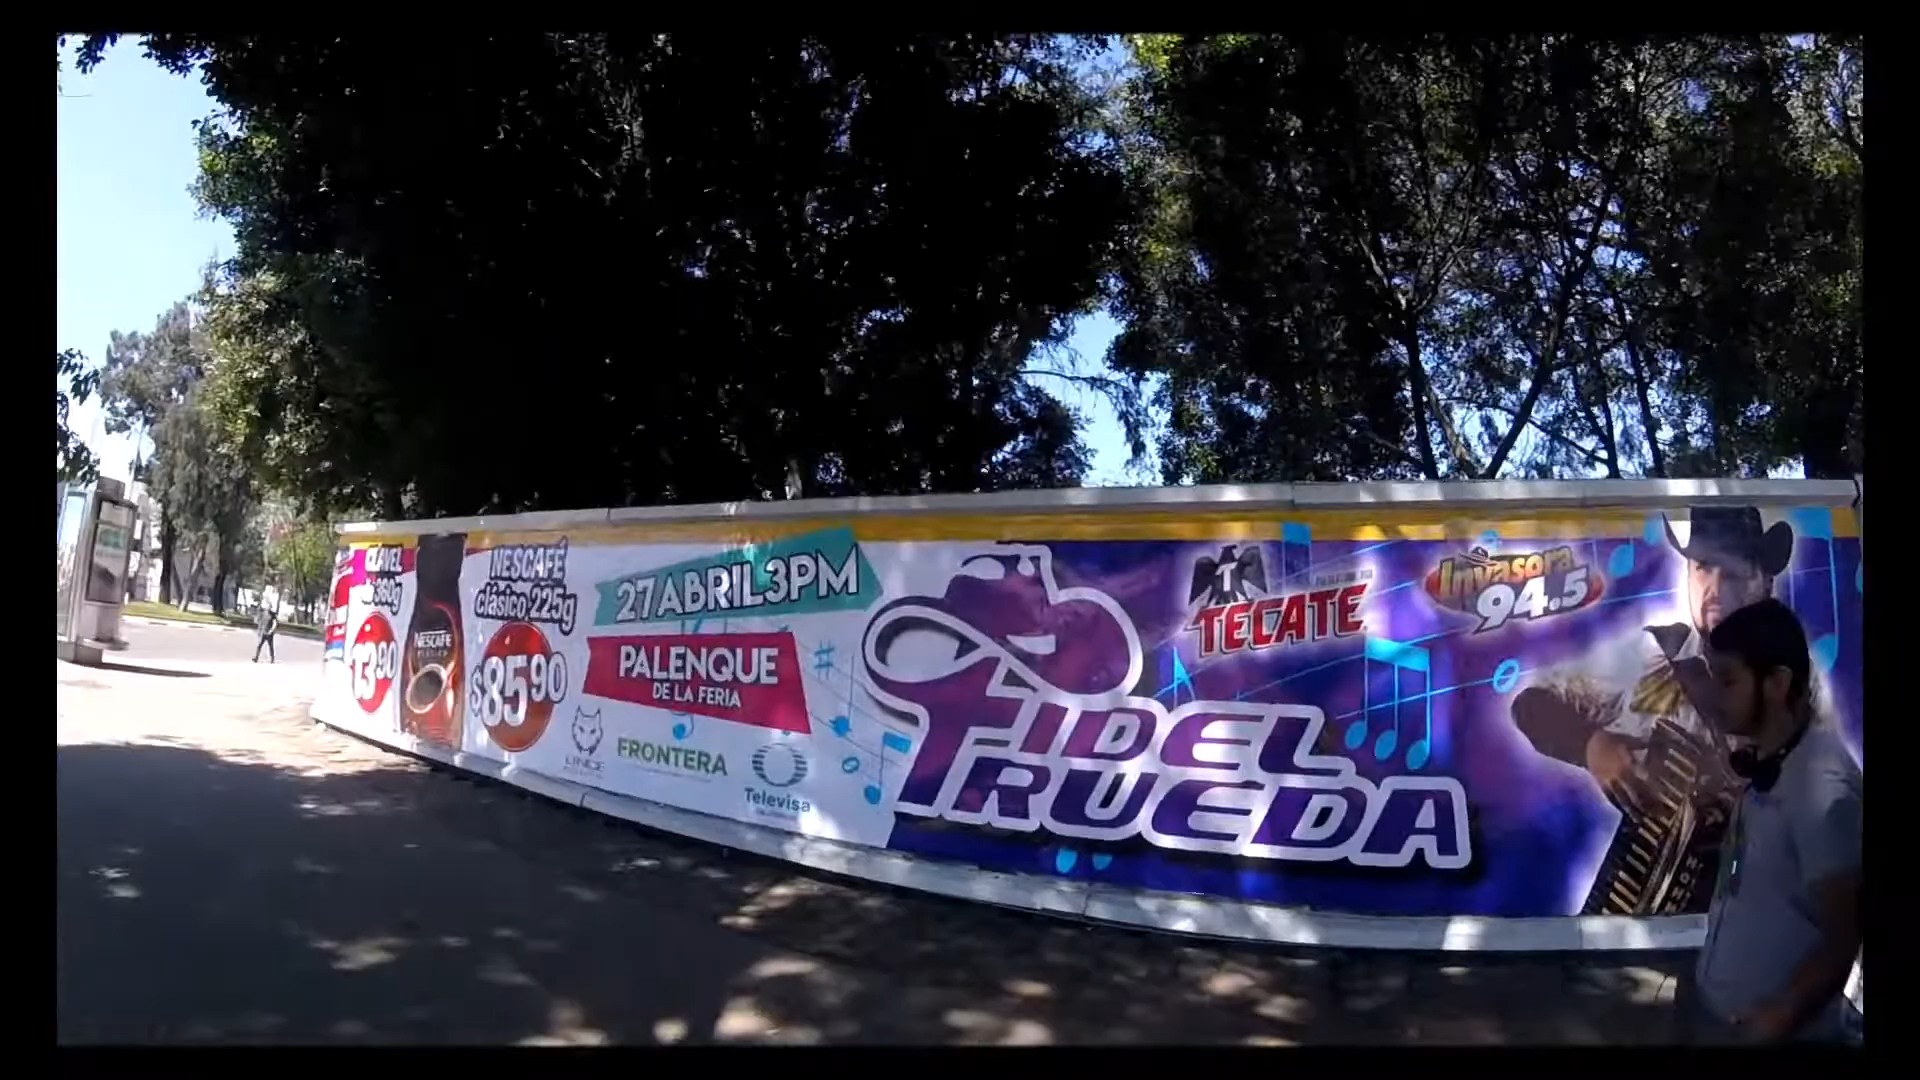 CLAVEL
360g
13.90
NESCAFÉ
NESCAFÉ
clásico 225g
$85.90
27 ABRIL 3PM
PALENQUE
DE LA FERIA
LINCE
FRONTERA
Televisa
FIDEL
RUEDA
T
TECATE
Invasora
94.5